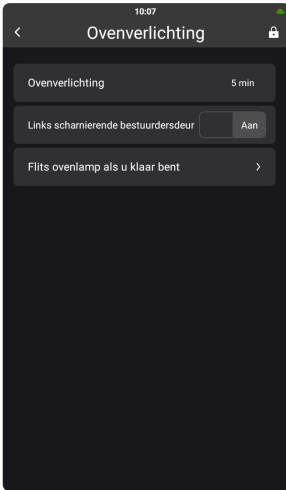 10:07
Ovenverlichting
Ovenverlichting 5 min
Links scharnierende bestuurdersdeur Aan
Flits ovenlamp als u klaar bent